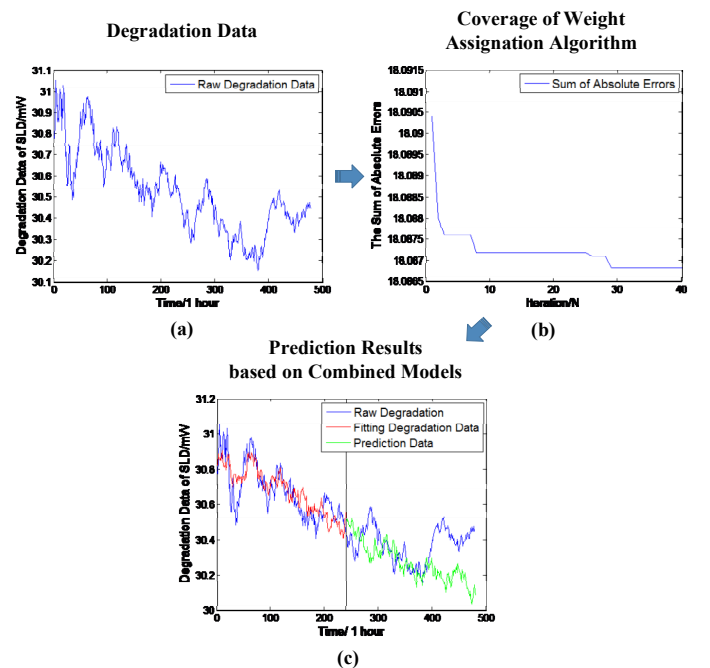 Degradation Data
Coverage of Weight
Assignation Algorithm
31.1
31
30.9
30.8
30.7
30.6
30.5
30.4
30.3
30.2
30.1
0
100
200
300
400
500
Degradation Data of SLD/mW
Time/1 hour
Raw Degradation Data
(a)
18.0915
18.091
18.0905
18.09
18.0895
18.089
18.0885
18.088
18.0875
18.087
18.0865
0
10
20
30
40
The Sum of Absolute Errors
Iteration/N
Sum of Absolute Errors
(b)
Prediction Results
based on Combined Models
31.2
31
30.8
30.6
30.4
30.2
30
0
100
200
300
400
500
Degradation Data of SLD/mW
Time/ 1 hour
Raw Degradation
Fitting Degradation Data
Prediction Data
(c)